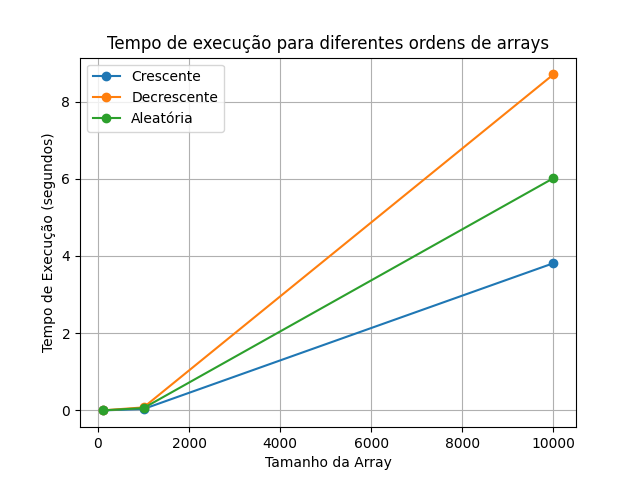 Tempo de execução para diferentes ordens de arrays
Crescente
Decrescente
Aleatória
Tempo de Execução (segundos)
8
6
4
2
0
0 2000 4000 6000 8000 10000
Tamanho da Array